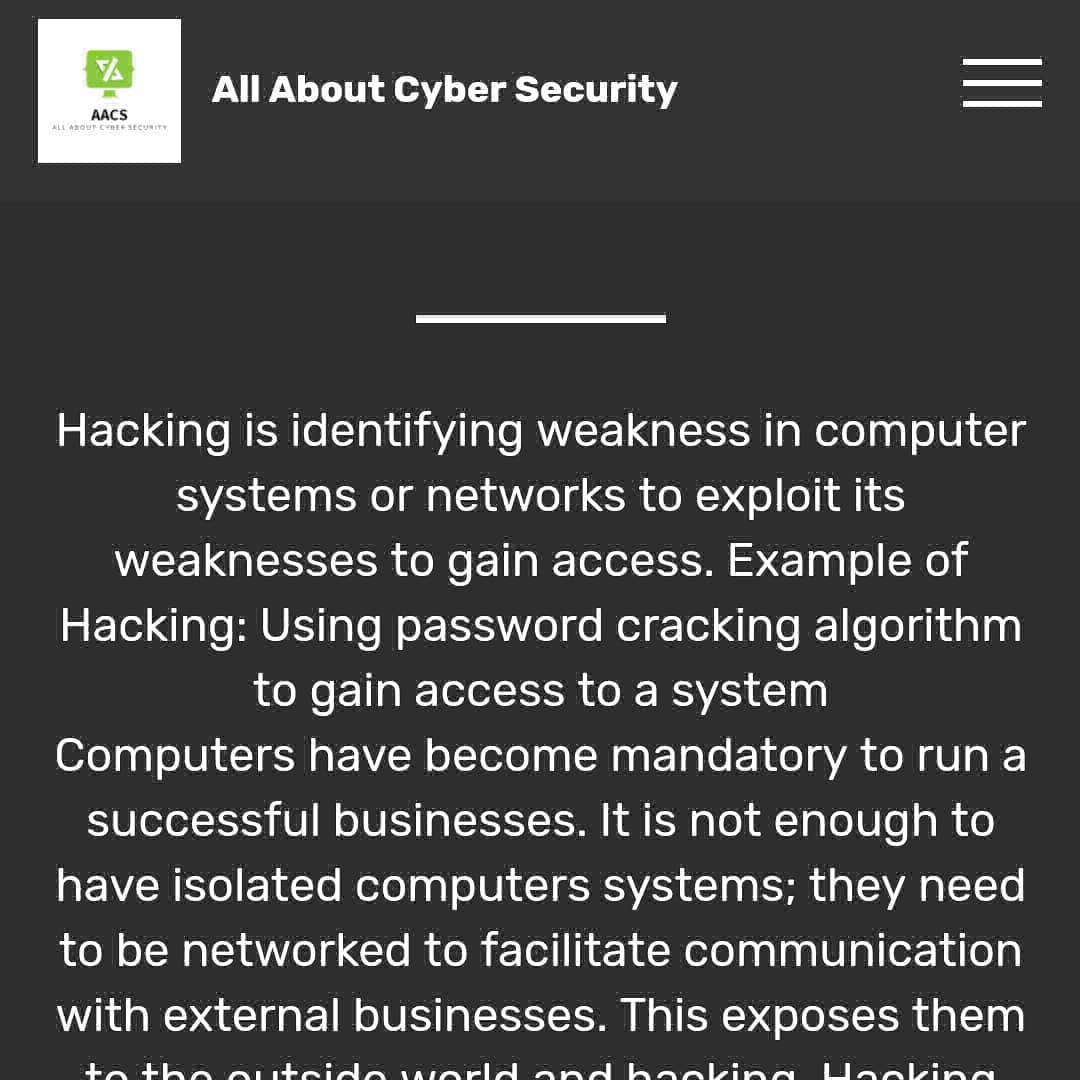 AACS
ALL ABOUT CYBER SECURITY
All About Cyber Security
Hacking is identifying weakness in computer
systems or networks to exploit its
weaknesses to gain access. Example of
Hacking: Using password cracking algorithm
to gain access to a system
Computers have become mandatory to run a
successful businesses. It is not enough to
have isolated computers systems; they need
to be networked to facilitate communication
with external businesses. This exposes them
to the outside world and hacking. Hacking